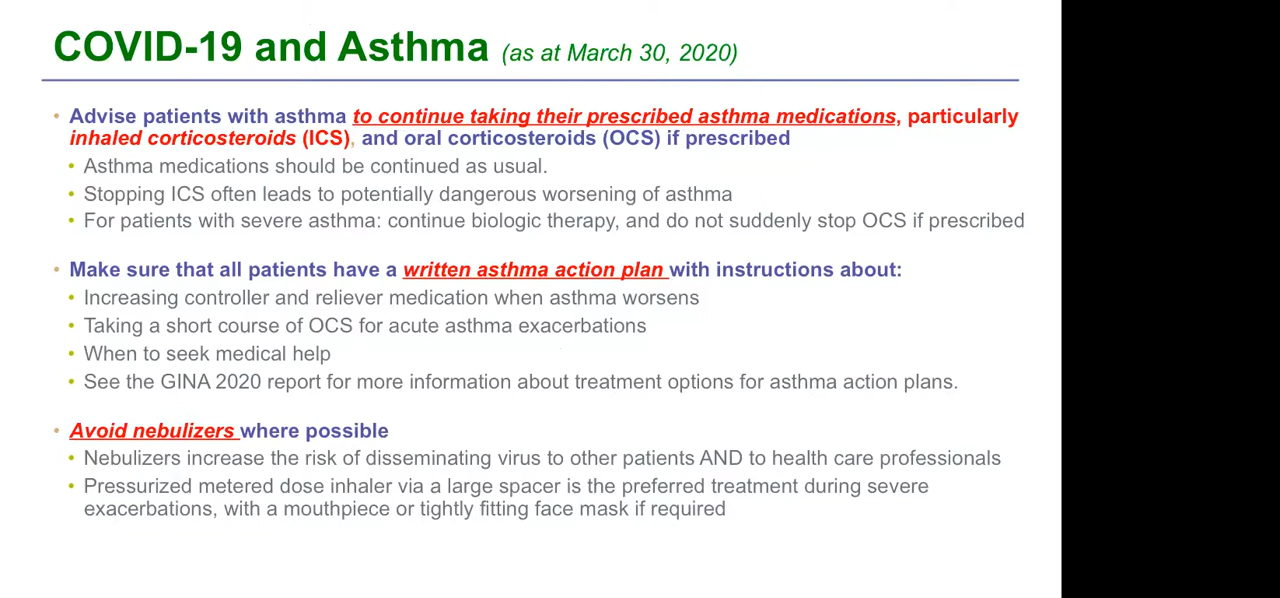 COVID-19 and Asthma (as at March 30, 2020)
• Advise patients with asthma to continue taking their prescribed asthma medications, particularly
inhaled corticosteroids (ICS), and oral corticosteroids (OCS) if prescribed
• Asthma medications should be continued as usual.
• Stopping ICS often leads to potentially dangerous worsening of asthma
• For patients with severe asthma: continue biologic therapy, and do not suddenly stop OCS if prescribed
• Make sure that all patients have a written asthma action plan with instructions about:
• Increasing controller and reliever medication when asthma worsens
• Taking a short course of OCS for acute asthma exacerbations
• When to seek medical help
• See the GINA 2020 report for more information about treatment options for asthma action plans.
• Avoid nebulizers where possible
• Nebulizers increase the risk of disseminating virus to other patients AND to health care professionals
• Pressurized metered dose inhaler via a large spacer is the preferred treatment during severe
exacerbations, with a mouthpiece or tightly fitting face mask if required